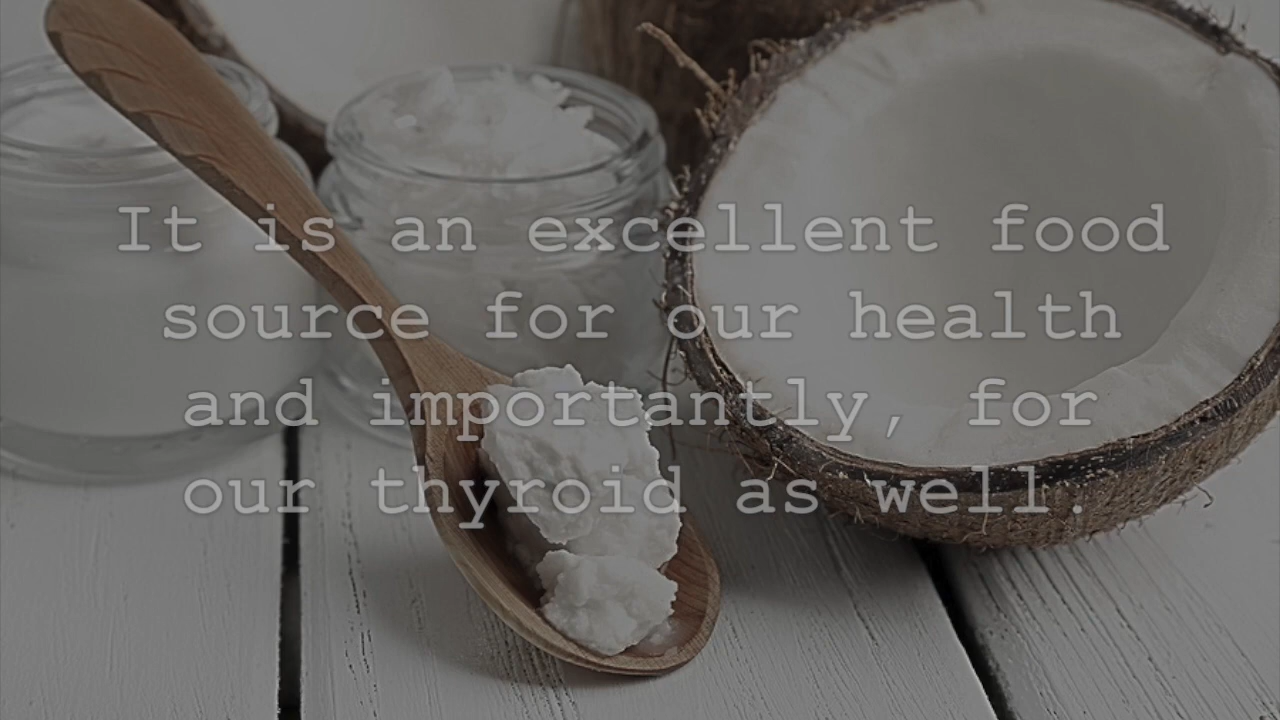 It is an excellent food
source for our health
and importantly, for
our thyroid as well.